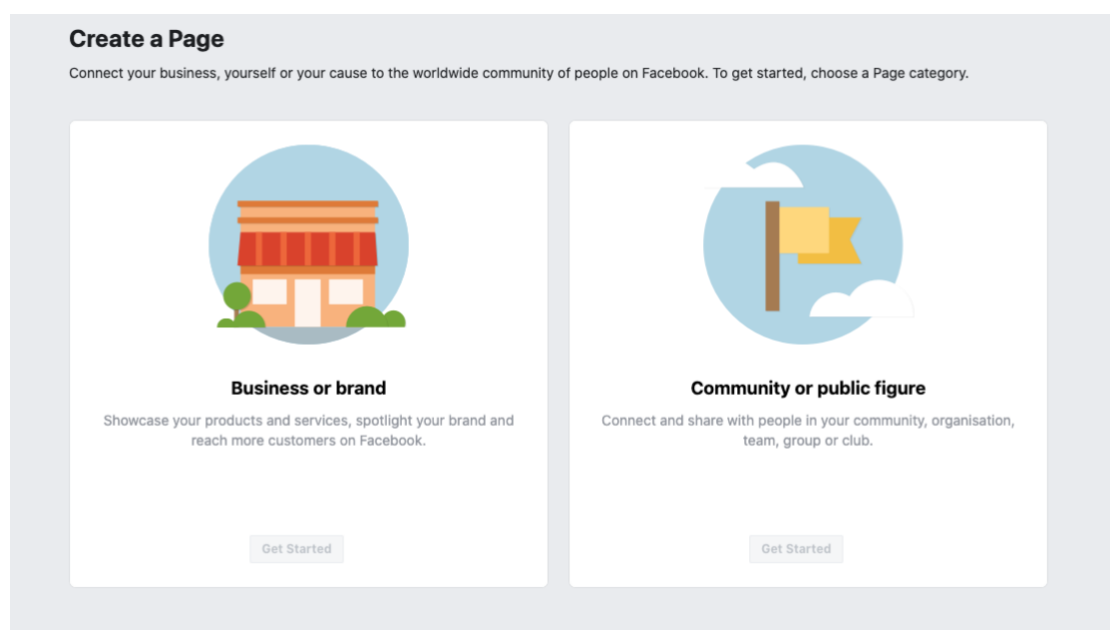 Create a Page
Connect your business, yourself or your cause to the worldwide community of people on Facebook. To get started, choose a Page category.
Business or brand
Showcase your products and services, spotlight your brand and
reach more customers on Facebook.
Get Started
Community or public figure
Connect and share with people in your community, organisation,
team, group or club.
Get Started